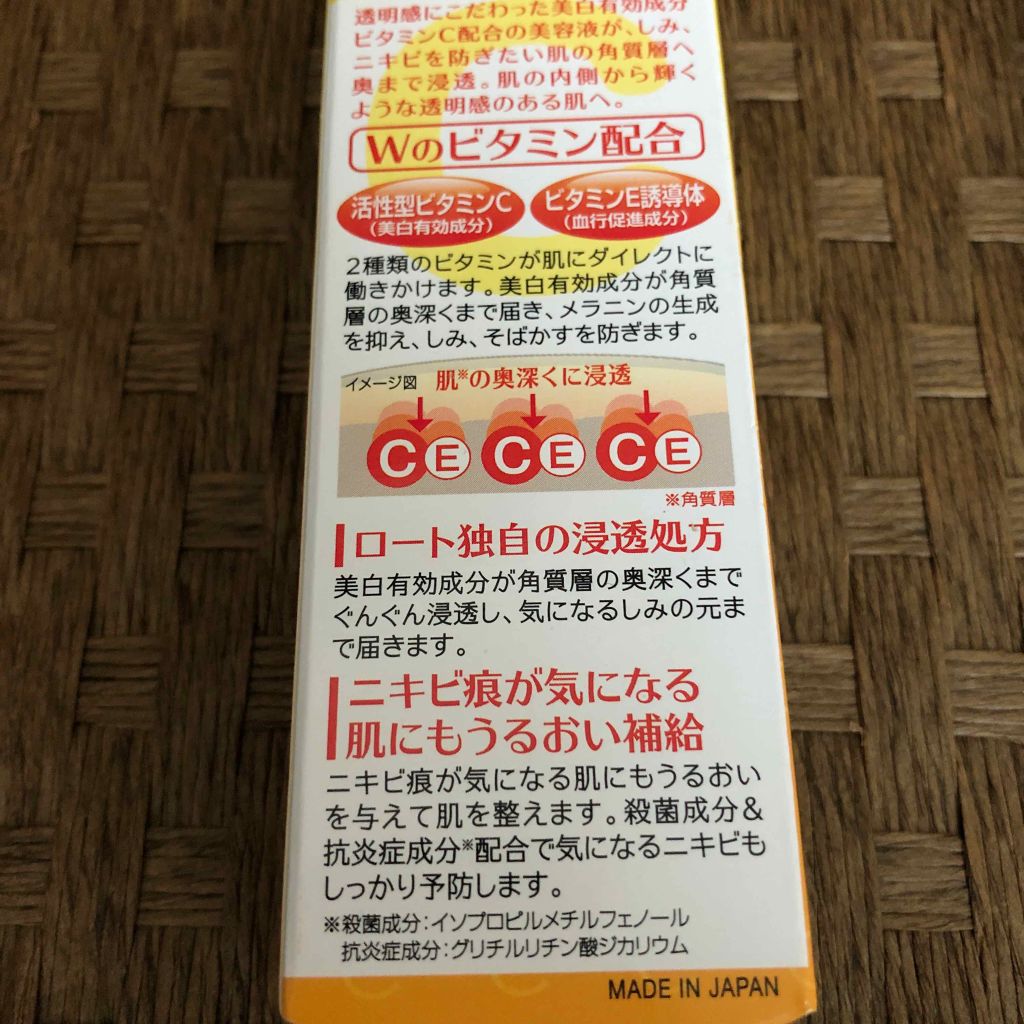 透明感にこだわった美白有効成分
ビタミンC配合の美容液が、しみ、
ニキビを防ぎたい肌の角質層へ
奥まで浸透。肌の内側から輝く
ような透明感のある肌へ。
Wのビタミン配合
活性型ビタミンC
(美白有効成分)
ビタミンE誘導体
(血行促進成分)
2種類のビタミンが肌にダイレクトに
働きかけます。美白有効成分が角質
層の奥深くまで届き、メラニンの生成
を抑え、しみ、そばかすを防ぎます。
イメージ図 肌※の奥深くに浸透
C E C E C E
※角質層
ロート独自の浸透処方
美白有効成分が角質層の奥深くまで
ぐんぐん浸透し、気になるしみの元ま
で届きます。
ニキビ痕が気になる
肌にもうるおい補給
ニキビ痕が気になる肌にもうるおい
を与えて肌を整えます。殺菌成分&
抗炎症成分※配合で気になるニキビも
しっかり予防します。
※殺菌成分:イソプロピルメチルフェノール
抗炎症成分:グリチルリチン酸ジカリウム
MADE IN JAPAN